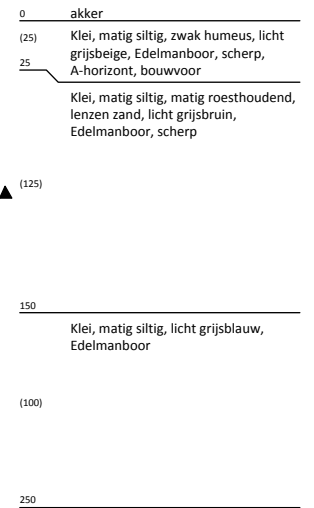 0 akker
(25) Klei, matig siltig, zwak humeus, licht
grijsbeige, Edelmanboor, scherp,
25 A-horizont, bouwvoor
Klei, matig siltig, matig roesthoudend,
lenzen zand, licht grijsbruin,
Edelmanboor, scherp
(125)
150
Klei, matig siltig, licht grijsblauw,
Edelmanboor
(100)
250